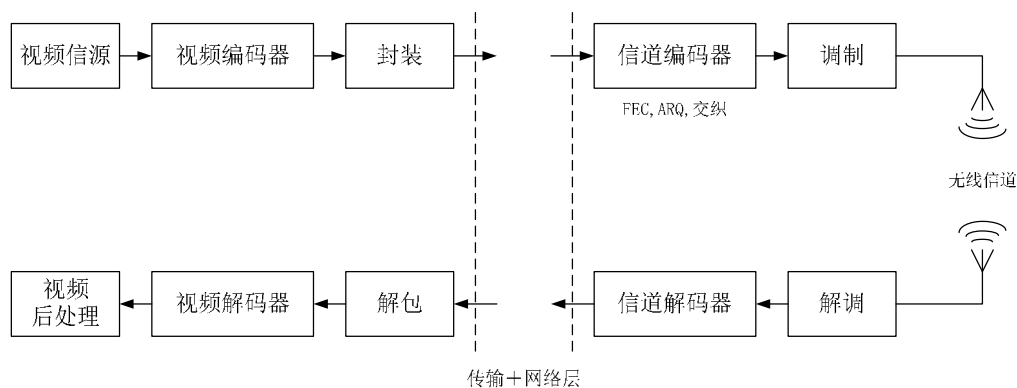 视频信源
视频编码器
封装
信道编码器
调制
FEC,ARQ,交织
无线信道
视频
后处理
视频解码器
解包
信道解码器
解调
传输＋网络层